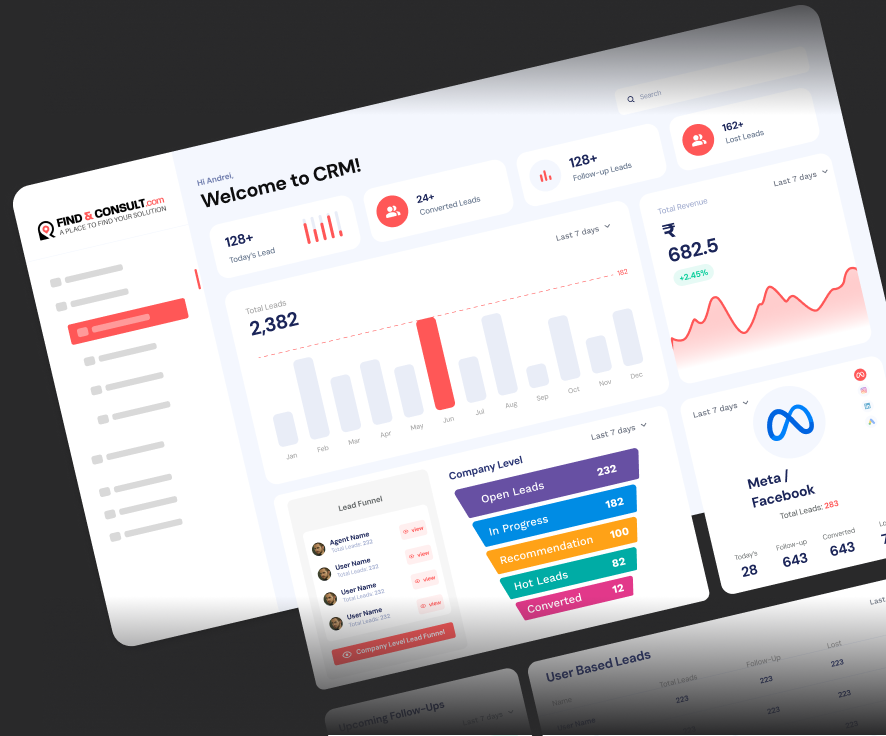 FIND & CONSULT.com
A PLACE TO FIND YOUR SOLUTION
Hi Andrei,
Welcome to CRM!
Search
128+
Today's Lead
24+
Converted Leads
128+
Follow-up Leads
162+
Lost Leads
Total Leads
2,382
Last 7 days
182
Jan
Feb
Mar
Apr
May
Jun
Jul
Aug
Sep
Oct
Nov
Dec
Total Revenue
Last 7 days
₹
682.5
+2.45%
Lead Funnel
Agent Name
Total Leads: 232
view
User Name
Total Leads: 232
view
User Name
Total Leads: 232
view
User Name
Total Leads: 232
view
Company Level Lead Funnel
Company Level
Last 7 days
Open Leads 232
In Progress 182
Recommendation 100
Hot Leads 82
Converted 12
Last 7 days
Meta /
Facebook
Total Leads: 283
Today's
28
Follow-up
643
Converted
643
Upcoming Follow-Ups
Last 7 days
User Based Leads
Last
Name
Total Leads
Follow-Up
Lost
223
223
223
223
223